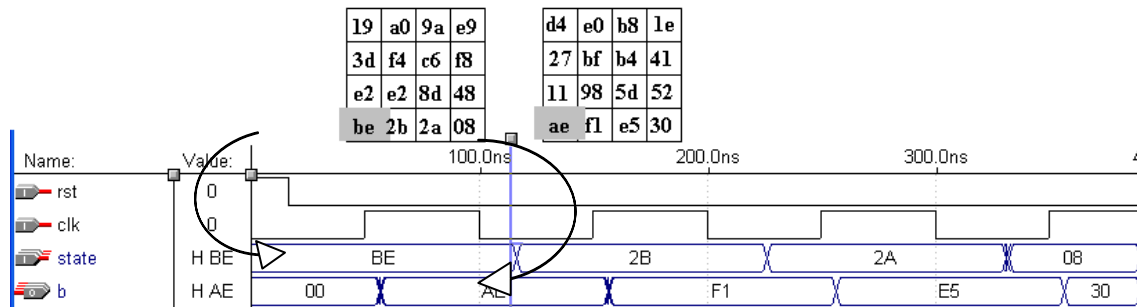 19 a0 9a e9 d4 e0 b8 1e
3d f4 c6 f8 27 bf b4 41
e2 e2 8d 48 11 98 5d 52
be 2b 2a 08 ae f1 e5 30
Name: Value: 100.0ns 200.0ns 300.0ns 4
rst 0
clk 0
state H BE BE 2B 2A 08
b H AE 00 AE F1 E5 30